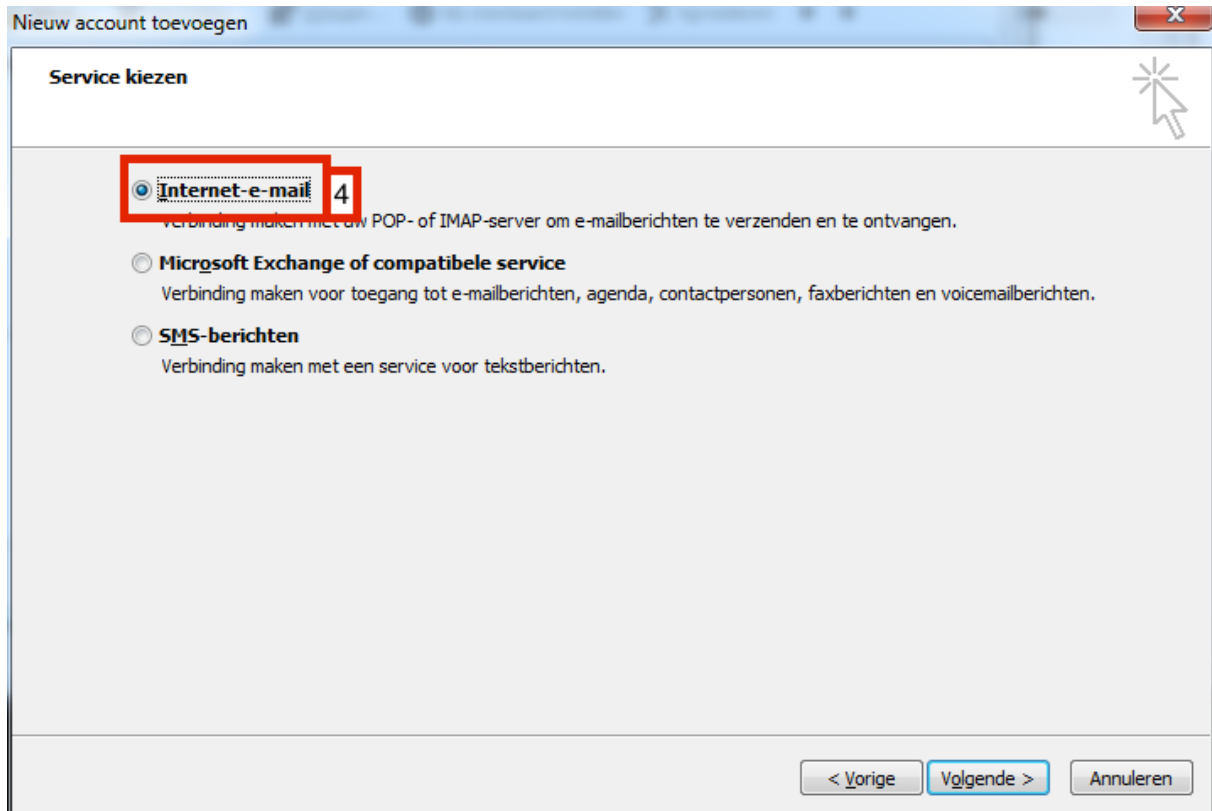 Nieuw account toevoegen
Service kiezen
Internet-e-mail
4
Verbinding maken met uw POP- of IMAP-server om e-mailberichten te verzenden en te ontvangen.
Microsoft Exchange of compatibele service
Verbinding maken voor toegang tot e-mailberichten, agenda, contactpersonen, faxberichten en voicemailberichten.
SMS-berichten
Verbinding maken met een service voor tekstberichten.
< Vorige Volgende > Annuleren